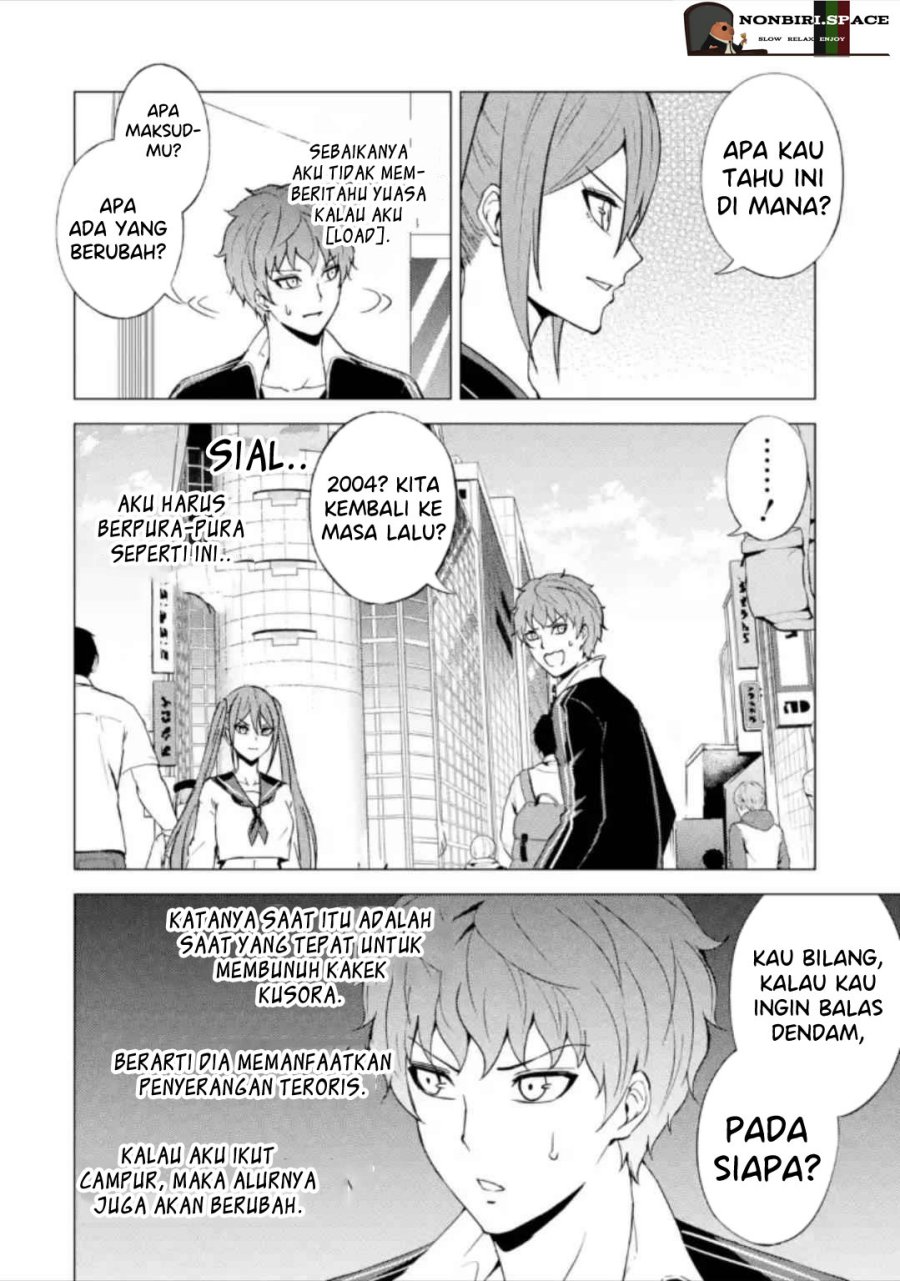 NONBIRI.SPACE
SLOW RELAX ENJOY
APA KAU
TAHU INI
DI MANA?
APA
MAKSUD-
MU?
SEBAIKANYA
AKU TIDAK MEM-
BERITAHU YUASA
KALAU AKU
[LOAD].
APA
ADA YANG
BERUBAH?
......!
2004? KITA
KEMBALI KE
MASA LALU?
SIAL..
AKU HARUS
BERPURA-PURA
SEPERTI INI..
KAU BILANG,
KALAU KAU
INGIN BALAS
DENDAM,
PADA
SIAPA?
KATANYA SAAT ITU ADALAH
SAAT YANG TEPAT UNTUK
MEMBUNUH KAKEK
KUSORA.
BERARTI DIA MEMANFAATKAN
PENYERANGAN TERORIS.
KALAU AKU IKUT
CAMPUR, MAKA ALURNYA
JUGA AKAN BERUBAH.